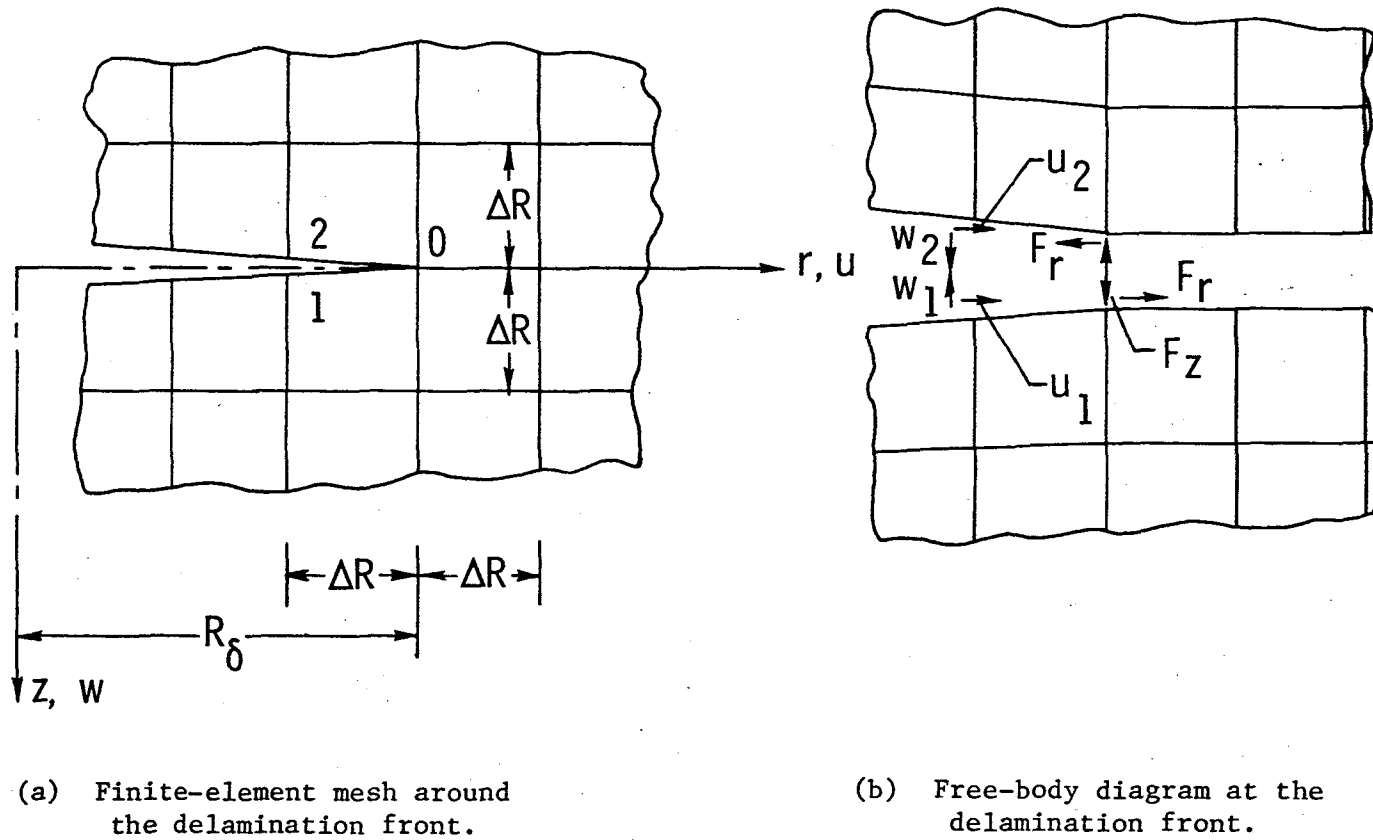 2
0
1
ΔR
ΔR
r, u
ΔR
ΔR
R_δ
z, w
u_2
w_2
F_r
w_1
F_r
F_z
u_1
(a) Finite-element mesh around
the delamination front.
(b) Free-body diagram at the
delamination front.